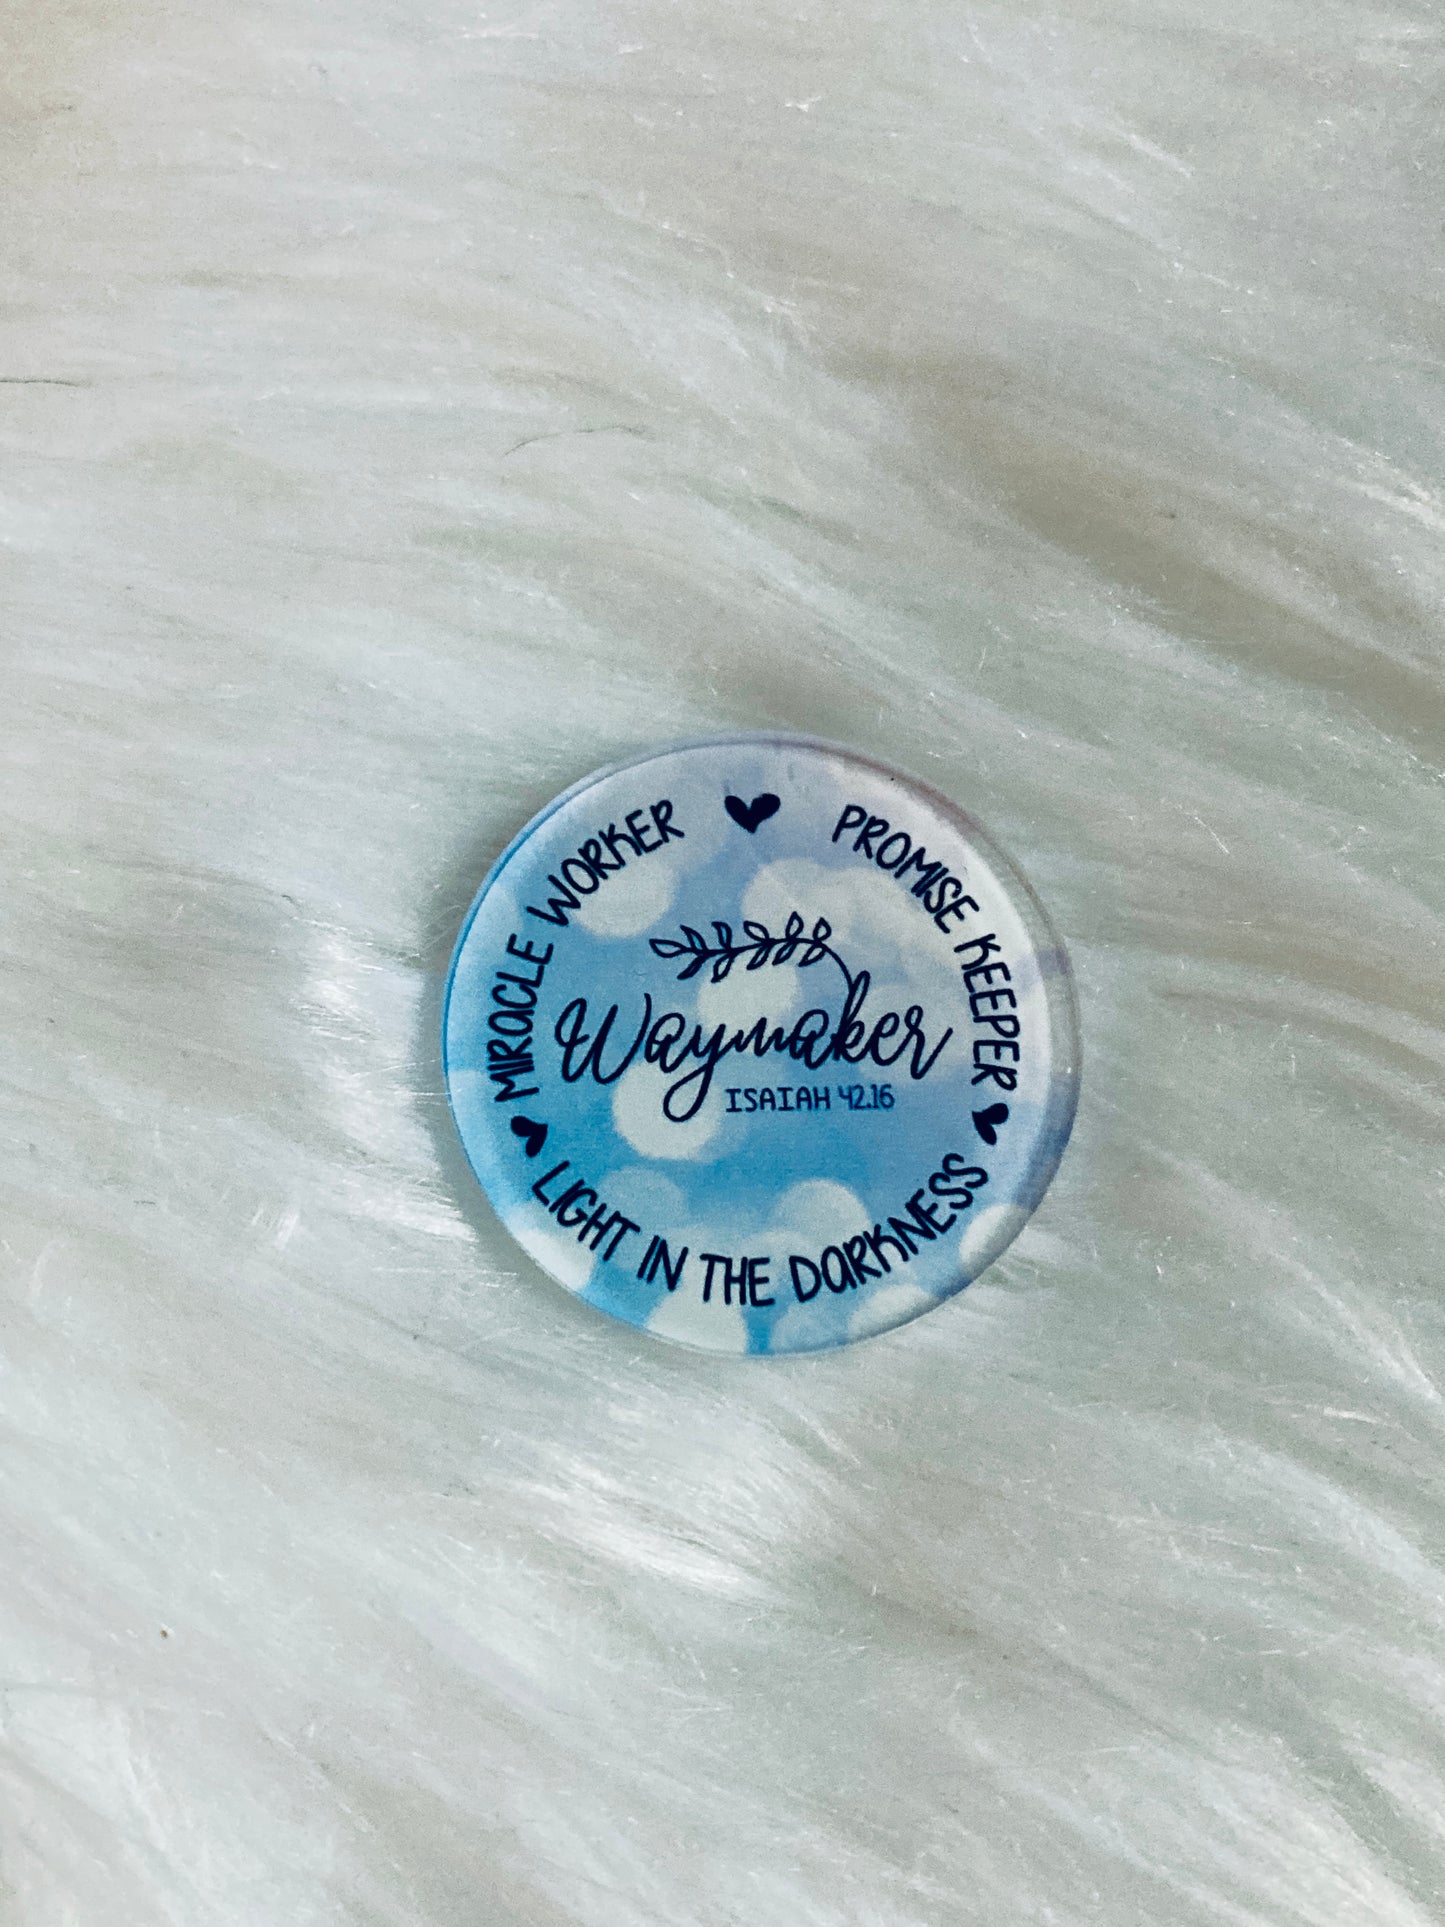 MIRACLE WORKER
PROMISE KEEPER
Waymaker
ISAIAH 42.16
LIGHT IN THE DARKNESS